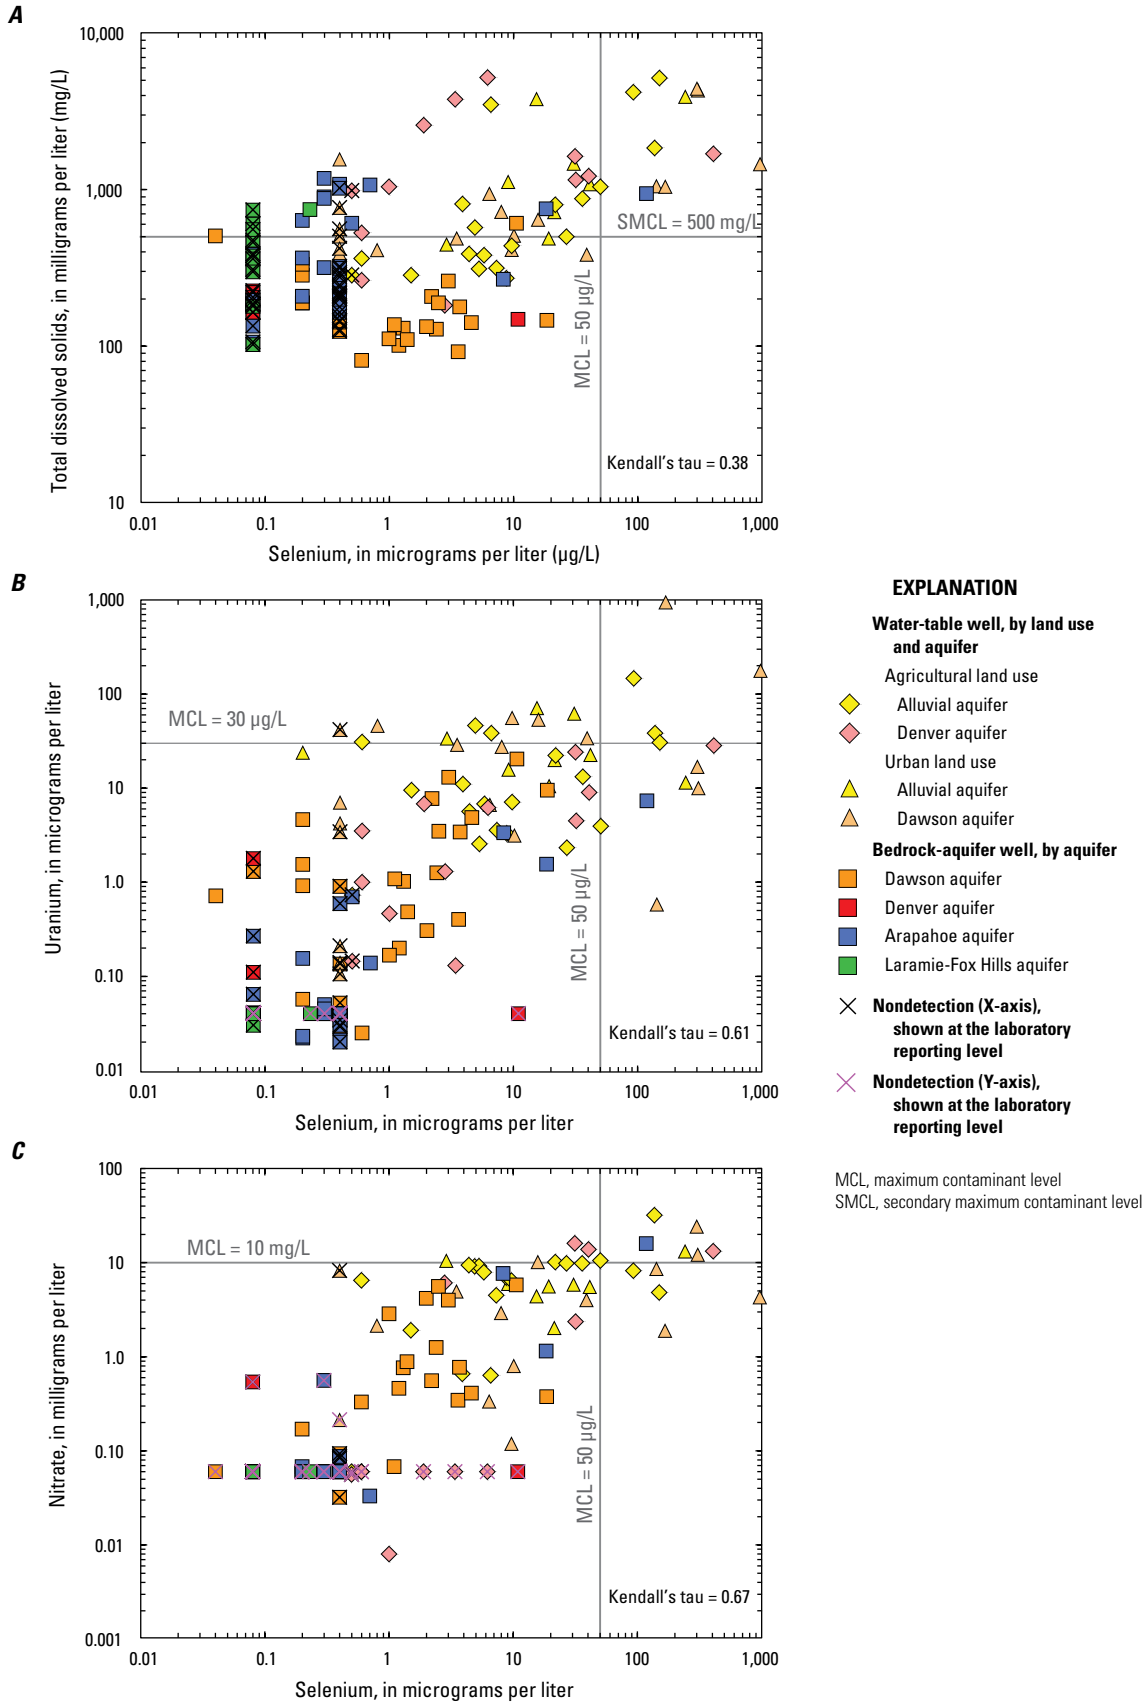 A
10,000
1,000
100
10
Total dissolved solids, in milligrams per liter (mg/L)
SMCL = 500 mg/L
MCL = 50 µg/L
Kendall's tau = 0.38
0.01 0.1 1 10 100 1,000
Selenium, in micrograms per liter (µg/L)
B
1,000
100
10
1.0
0.10
0.01
Uranium, in micrograms per liter
MCL = 30 µg/L
MCL = 50 µg/L
Kendall's tau = 0.61
0.01 0.1 1 10 100 1,000
Selenium, in micrograms per liter
EXPLANATION
Water-table well, by land use
and aquifer
Agricultural land use
Alluvial aquifer
Denver aquifer
Urban land use
Alluvial aquifer
Dawson aquifer
Bedrock-aquifer well, by aquifer
Dawson aquifer
Denver aquifer
Arapahoe aquifer
Laramie-Fox Hills aquifer
Nondetection (X-axis),
shown at the laboratory
reporting level
Nondetection (Y-axis),
shown at the laboratory
reporting level
MCL, maximum contaminant level
SMCL, secondary maximum contaminant level
C
100
10
1.0
0.10
0.01
0.001
Nitrate, in milligrams per liter
MCL = 10 mg/L
MCL = 50 µg/L
Kendall's tau = 0.67
0.01 0.1 1 10 100 1,000
Selenium, in micrograms per liter